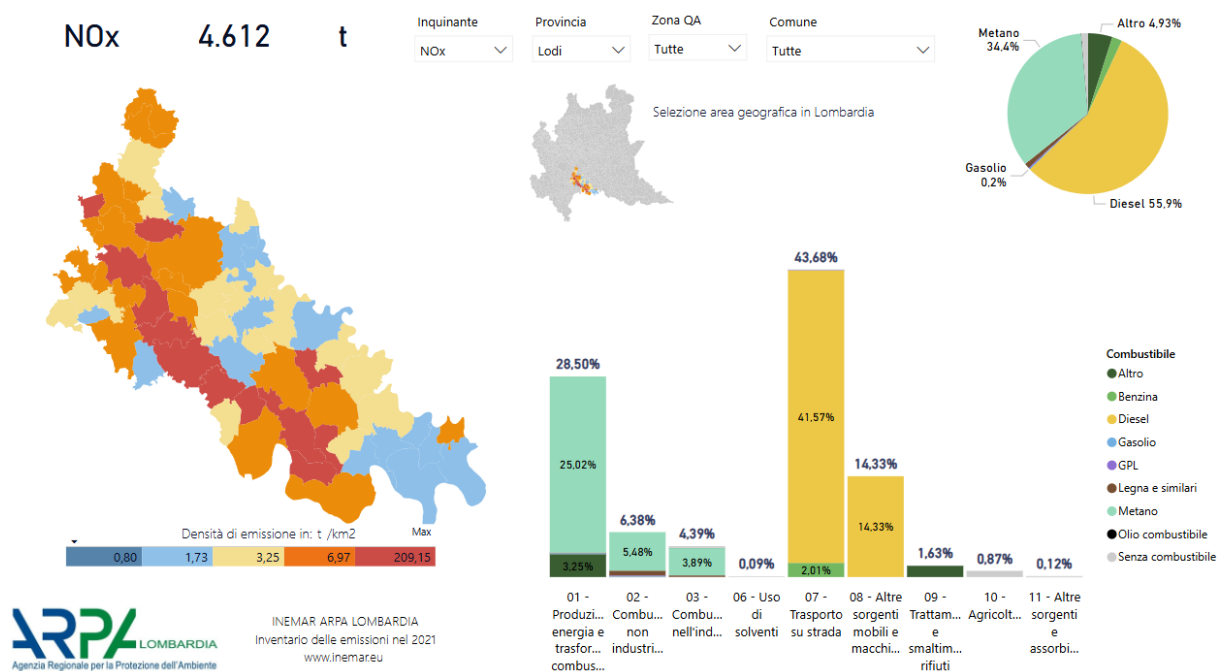 NOx 4.612 t
Inquinante
NOx
Provincia
Lodi
Zona QA
Tutte
Comune
Tutte
Selezione area geografica in Lombardia
Altro 4,93%
Metano
34,4%
Gasolio
0,2%
Diesel 55,9%
Densità di emissione in: t /km2
Max
0,80 1,73 3,25 6,97 209,15
28,50%
25,02%
3,25%
6,38%
5,48%
4,39%
3,89%
0,09%
43,68%
41,57%
2,01%
14,33%
14,33%
1,63%
0,87%
0,12%
01 -
Produzi...
energia e
trasfor...
combus...
02 -
Combu...
non
industri...
03 -
Combu...
nell'ind...
06 - Uso
di
solventi
07 -
Trasporto
su strada
08 - Altre
sorgenti
mobili e
macchi...
09 -
Trattam...
e
smaltim...
rifiuti
10 -
Agricolt...
11 - Altre
sorgenti
e
assorbi...
Combustibile
Altro
Benzina
Diesel
Gasolio
GPL
Legna e similari
Metano
Olio combustibile
Senza combustibile
ARPA LOMBARDIA
Agenzia Regionale per la Protezione dell'Ambiente
INEMAR ARPA LOMBARDIA
Inventario delle emissioni nel 2021
www.inemar.eu